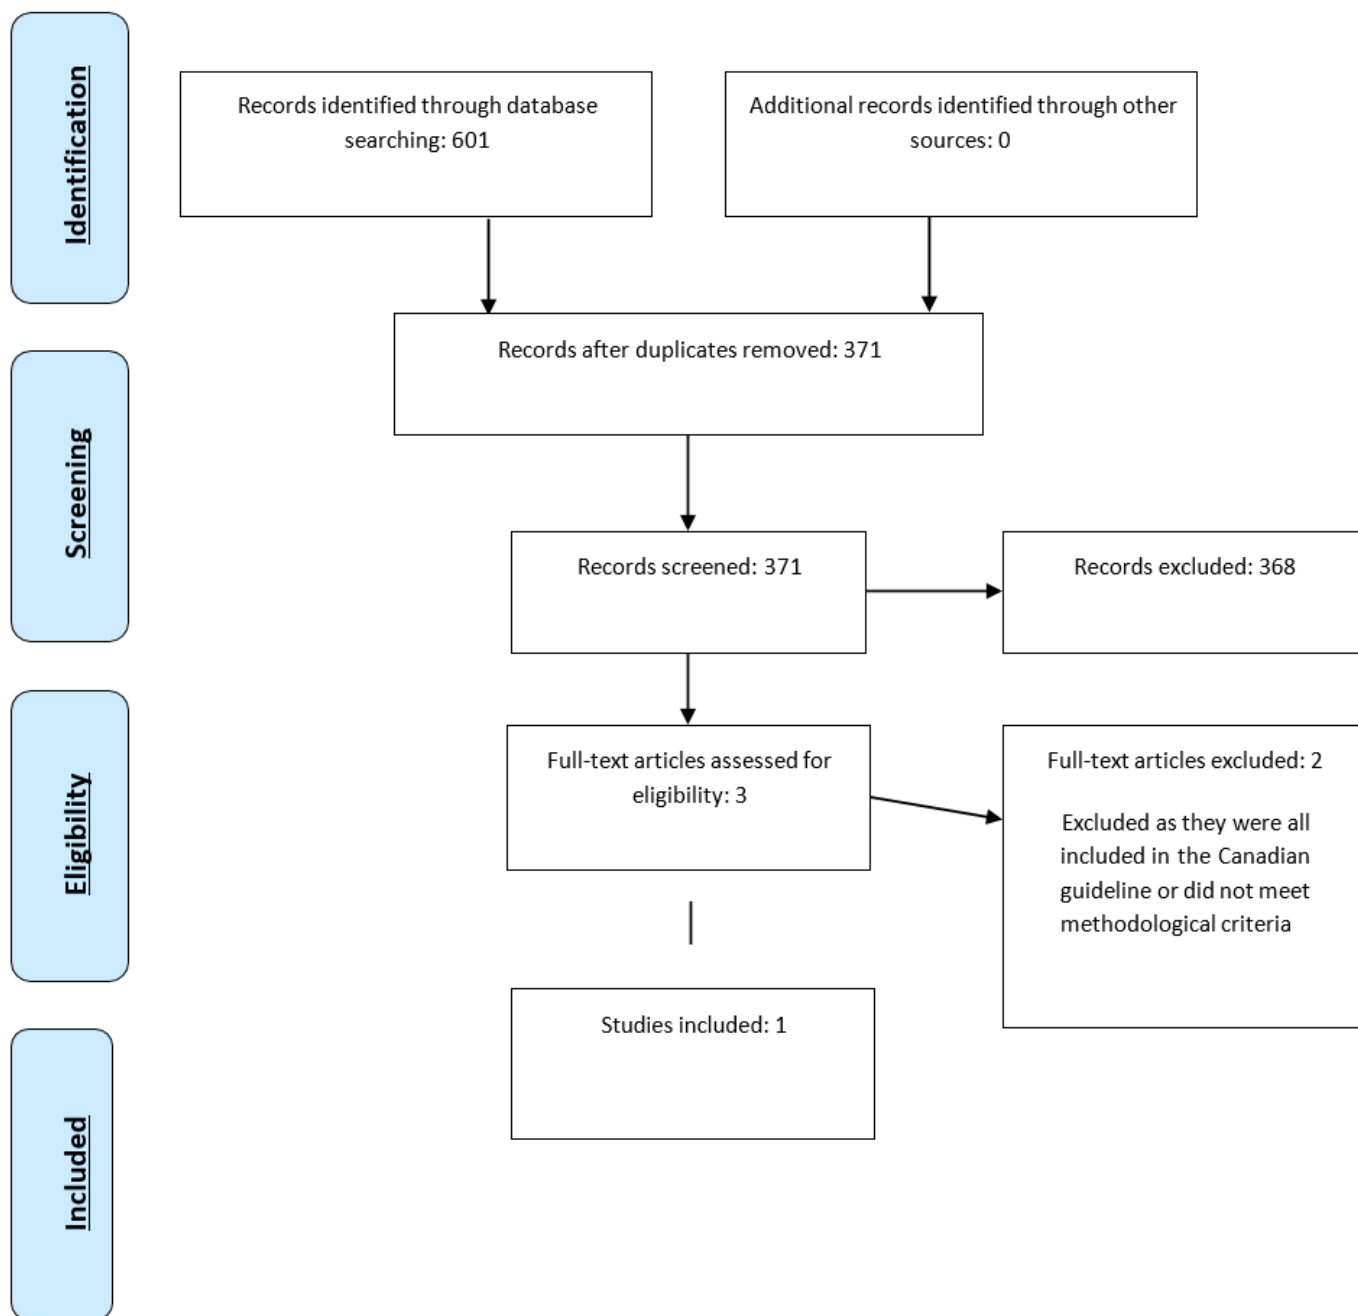 Identification
Records identified through database
searching: 601
Additional records identified through other
sources: 0
Records after duplicates removed: 371
Screening
Records screened: 371
Records excluded: 368
Eligibility
Full-text articles assessed for
eligibility: 3
Full-text articles excluded: 2
Excluded as they were all
included in the Canadian
guideline or did not meet
methodological criteria
Included
Studies included: 1